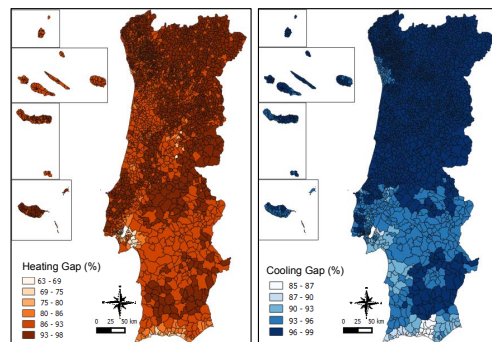 Heating Gap (%)
63 - 69
69 - 75
75 - 80
80 - 86
86 - 93
93 - 98
0 25 50 km
Cooling Gap (%)
85 - 87
87 - 90
90 - 93
93 - 96
96 - 99
0 25 50 km